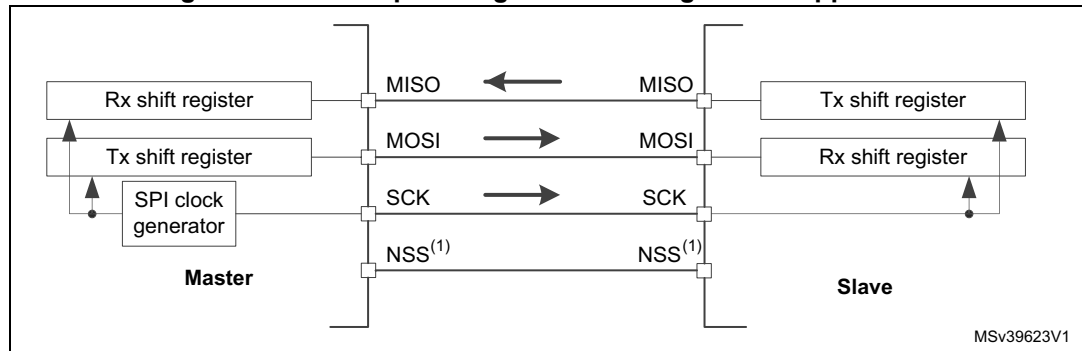 MISO MISO
Rx shift register Tx shift register
MOSI MOSI
Tx shift register Rx shift register
SPI clock
generator
SCK SCK
NSS(1) NSS(1)
Master Slave
MSv39623V1